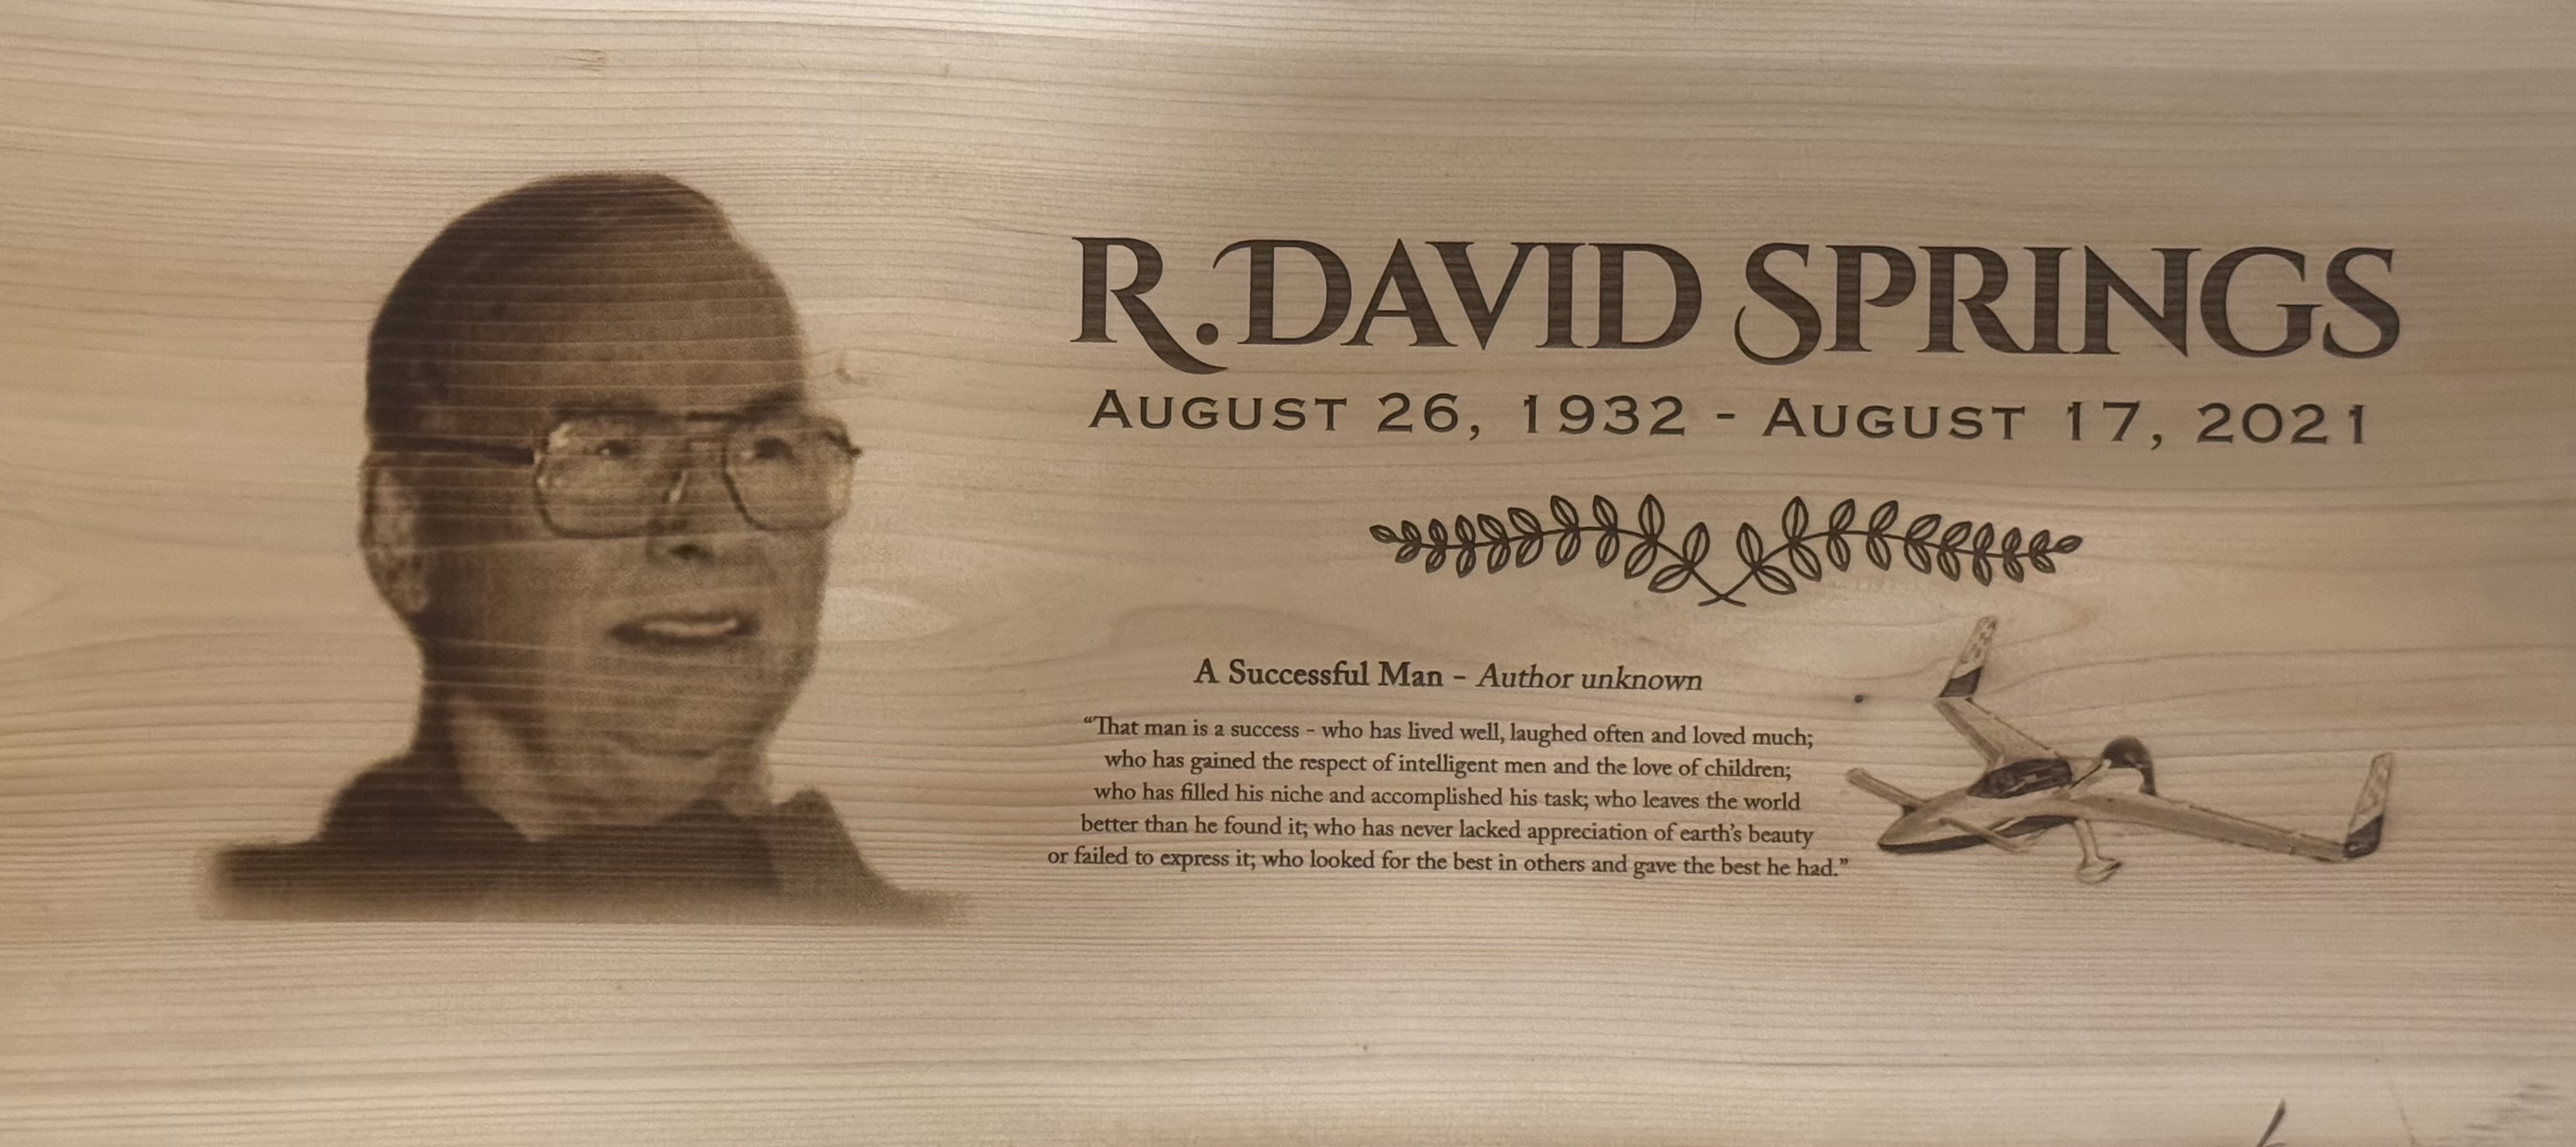 R. DAVID SPRINGS
AUGUST 26, 1932 - AUGUST 17, 2021
A Successful Man - Author unknown
“That man is a success - who has lived well, laughed often and loved much;
who has gained the respect of intelligent men and the love of children;
who has filled his niche and accomplished his task; who leaves the world
better than he found it; who has never lacked appreciation of earth’s beauty
or failed to express it; who looked for the best in others and gave the best he had.”